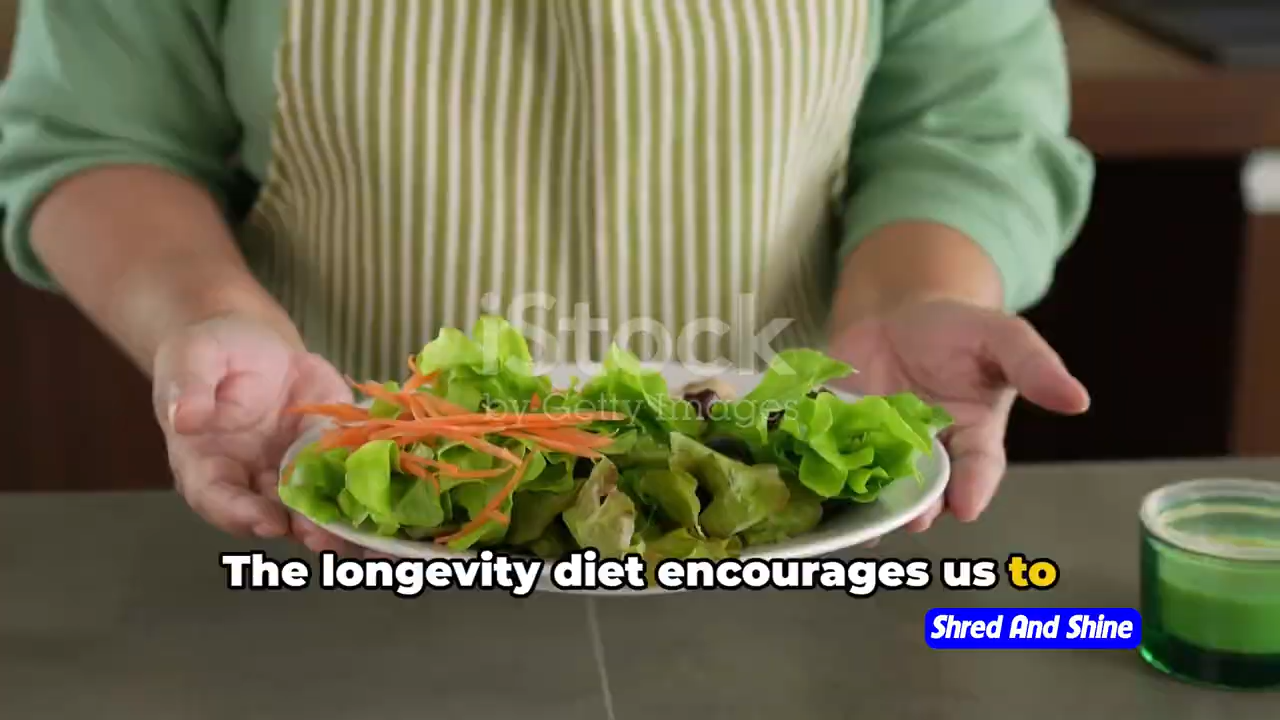 iStock
by Getty Images
The longevity diet encourages us to
Shred And Shine